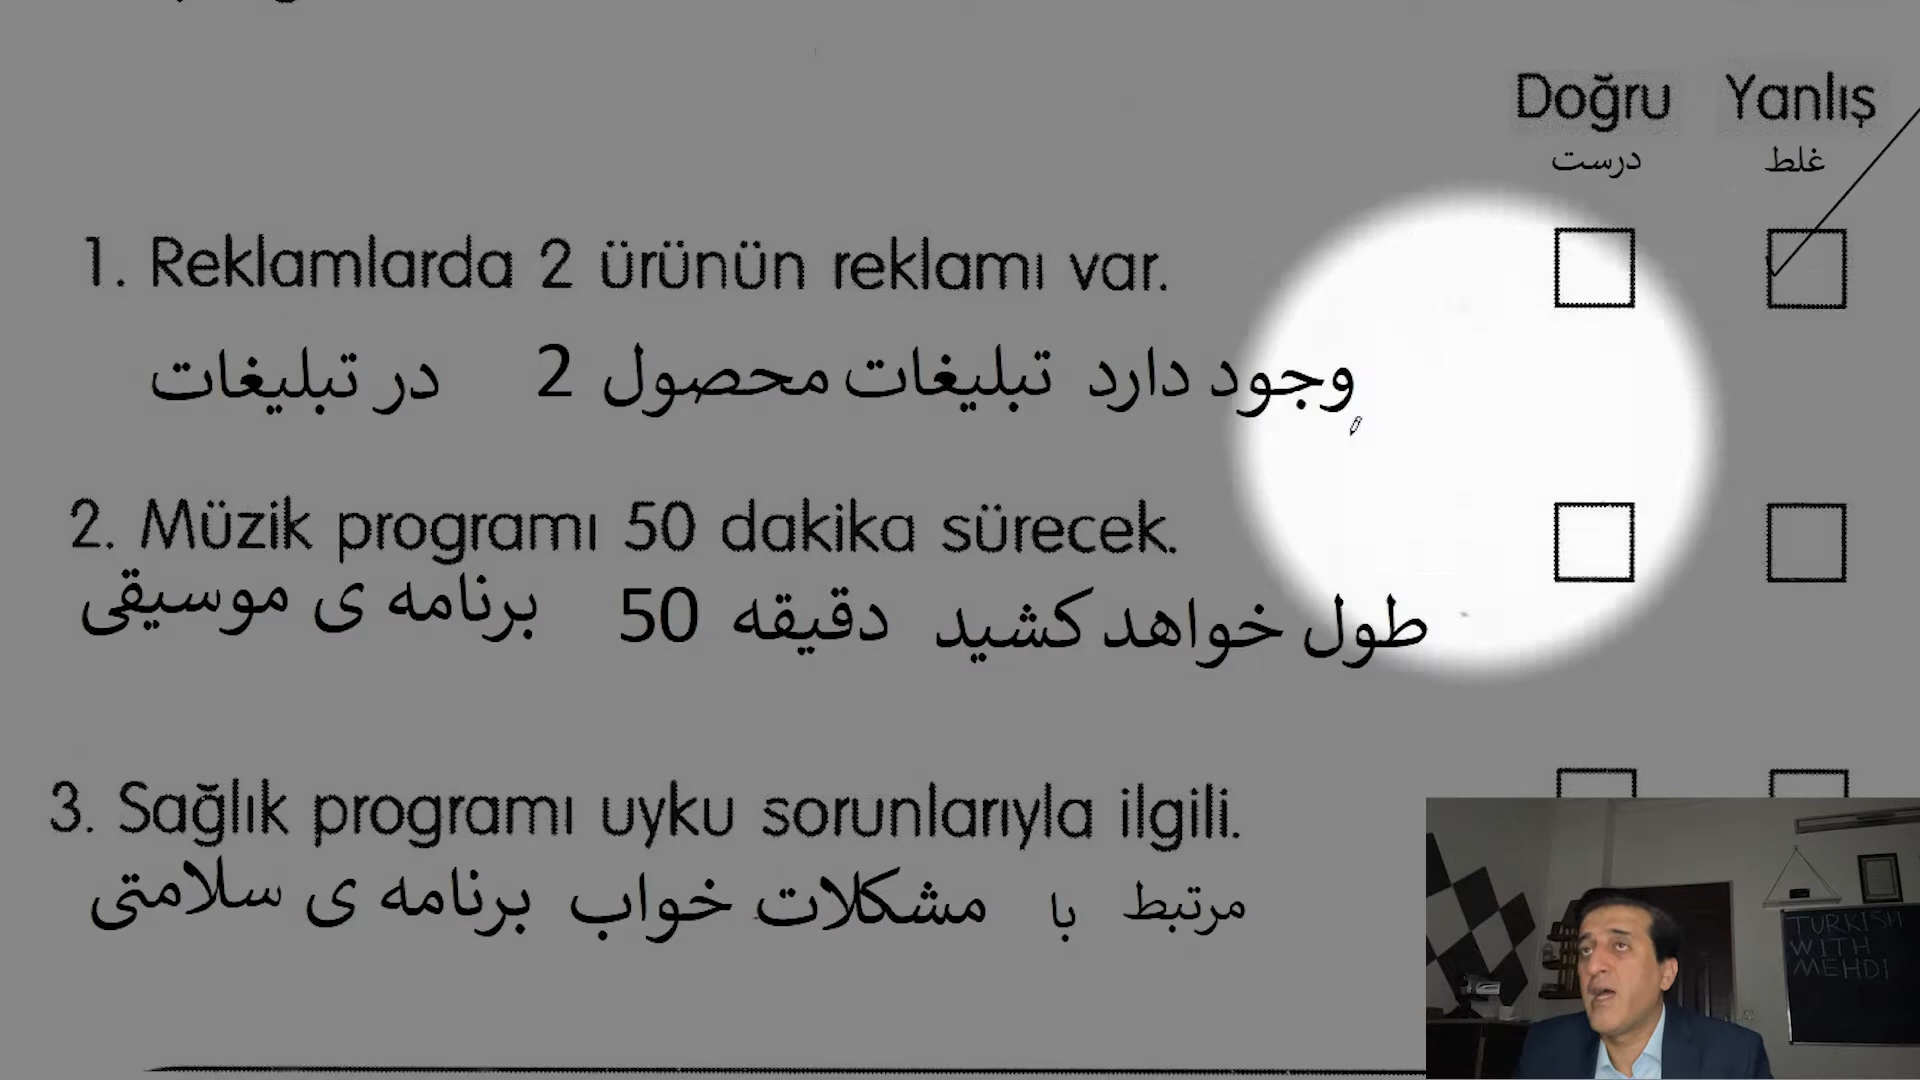 Doğru Yanlış
درست غلط
1. Reklamlarda 2 ürünün reklamı var.
در تبلیغات 2 محصول تبلیغات وجود دارد
2. Müzik programı 50 dakika sürecek.
برنامه ی موسیقی 50 دقیقه طول خواهد کشید
3. Sağlık programı uyku sorunlarıyla ilgili.
برنامه ی سلامتی مشکلات خواب با مرتبط
TURKISH
WITH
MEHDI